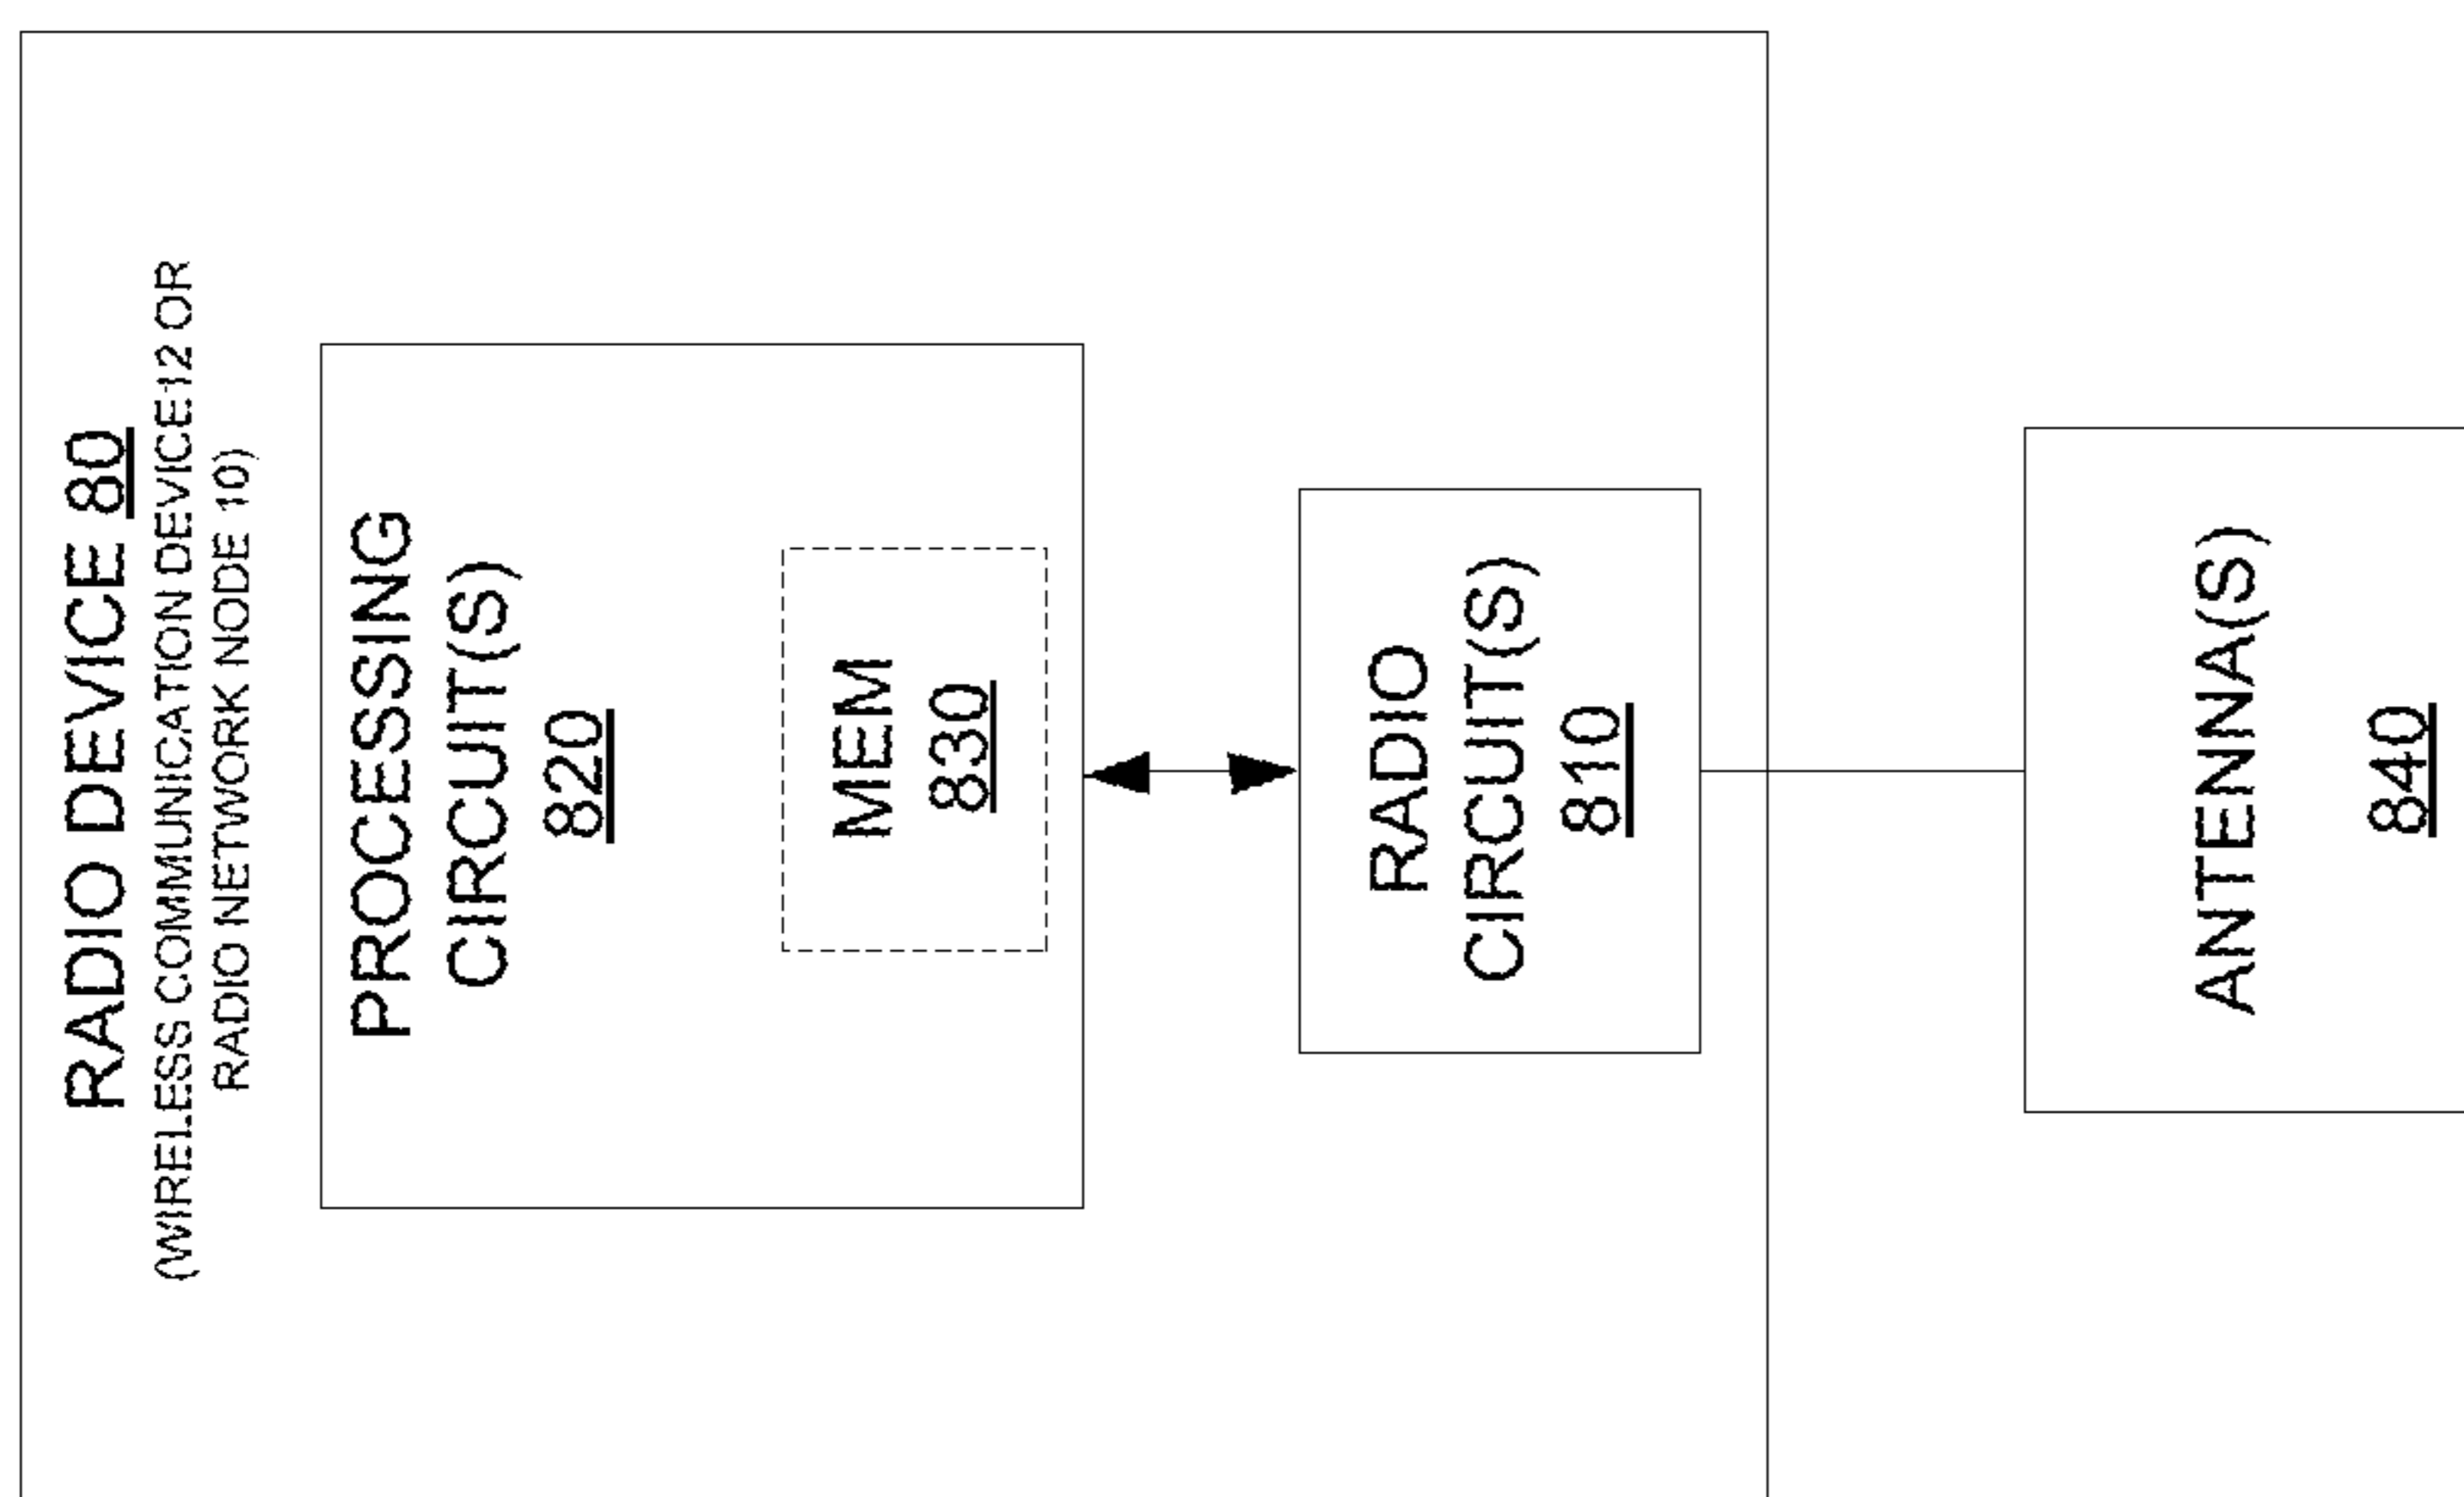 RADIO DEVICE 80
(WIRELESS COMMUNICATION DEVICE 12 OR
RADIO NETWORK NODE 10)
PROCESSING
CIRCUIT(S)
820
MEM
830
RADIO
CIRCUIT(S)
810
ANTENNA(S)
840